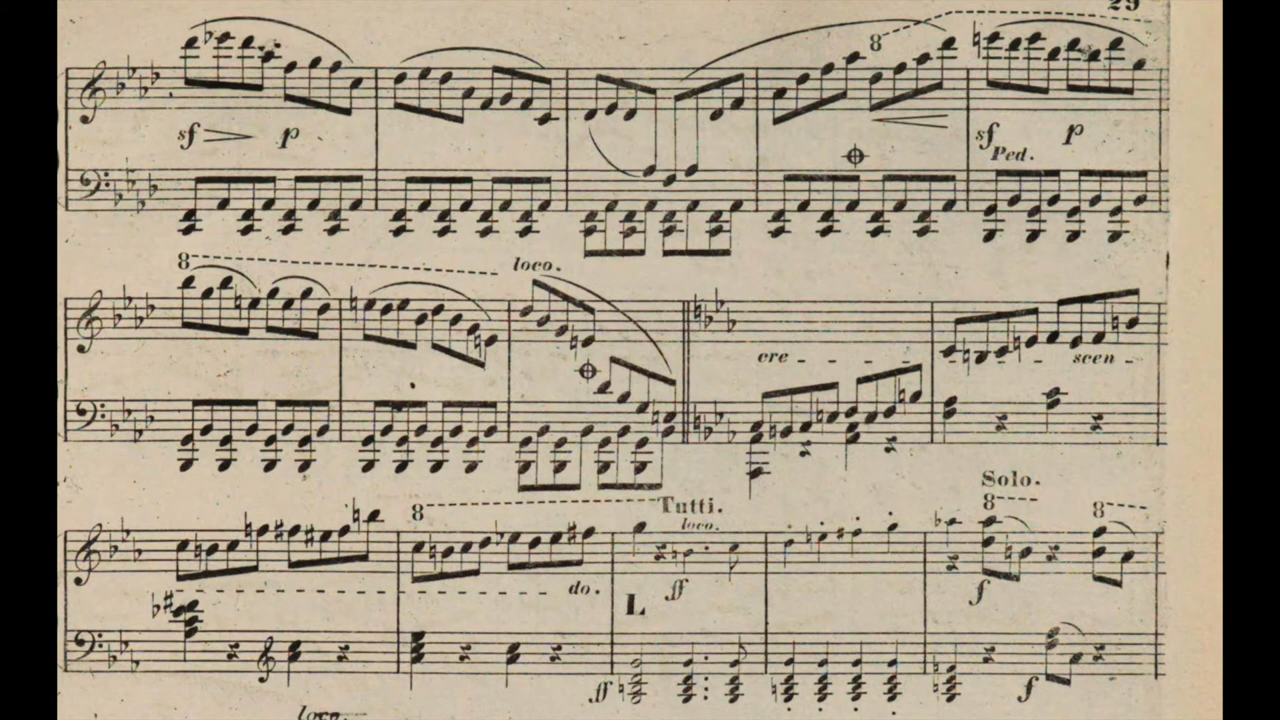 29
8
sf p sf p
Ped.
8 loco.
cre - - - - - scen -
Solo.
8 Tutti. 8 8
loco.
do. ff f
L
ff f
loco.